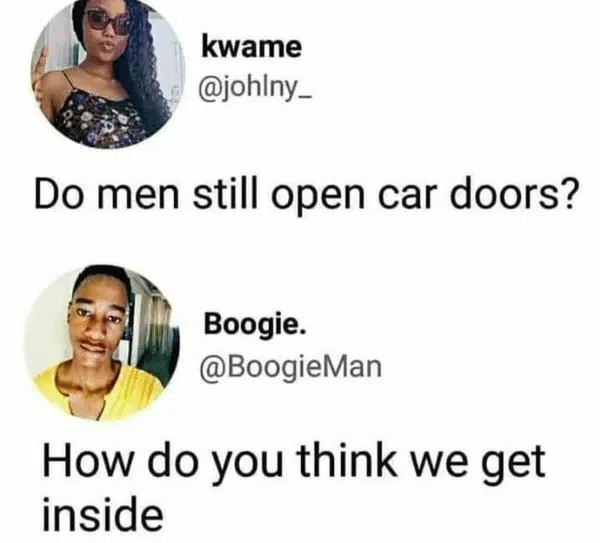 kwame
@johlny_
Do men still open car doors?
Boogie.
@BoogieMan
How do you think we get
inside